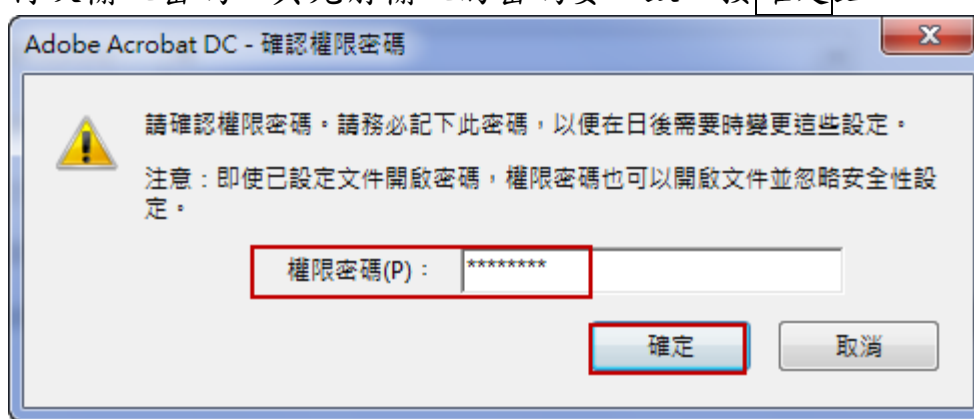 Adobe Acrobat DC - 確認權限密碼
請確認權限密碼。請務必記下此密碼，以便在日後需要時變更這些設定。
注意：即使已設定文件開啟密碼，權限密碼也可以開啟文件並忽略安全性設
定。
權限密碼(P)： ********
確定 取消